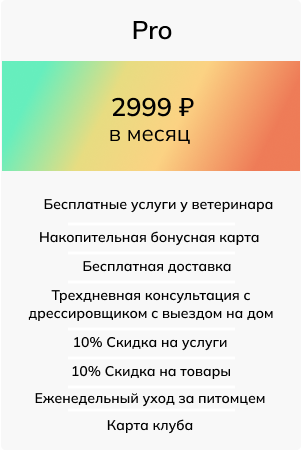 Pro
2999 ₽
в месяц
Бесплатные услуги у ветеринара
Накопительная бонусная карта
Бесплатная доставка
Трехдневная консультация с
дрессировщиком с выездом на дом
10% Скидка на услуги
10% Скидка на товары
Еженедельный уход за питомцем
Карта клуба